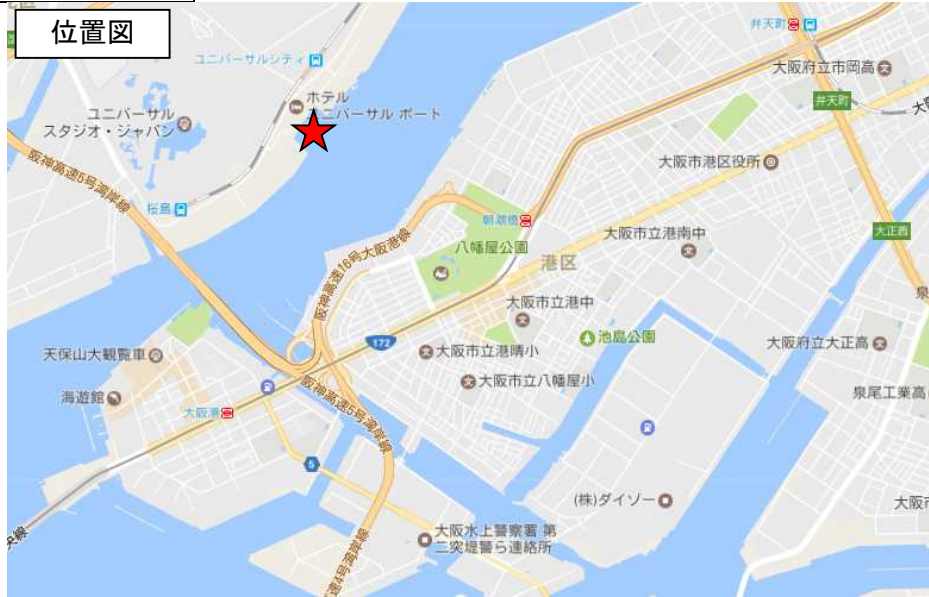 位置図
弁天町
ユニバーサルシティ
大阪府立市岡高
ホテル
ユニバーサル ポート
弁天町
ユニバーサル
スタジオ・ジャパン
阪神高速5号湾岸線
大阪市港区役所
桜島
朝潮橋
大正西
八幡屋公園
大阪市立港南中
港区
阪神高速16号大阪港線
大阪市立港中
172
池島公園
大阪府立大正高
天保山大観覧車
大阪市立港晴小
海遊館
大阪市立八幡屋小
泉尾工業高
大阪港
阪神高速5号湾岸線
5
(株)ダイソー
大阪水上警察署 第
二突堤警ら連絡所